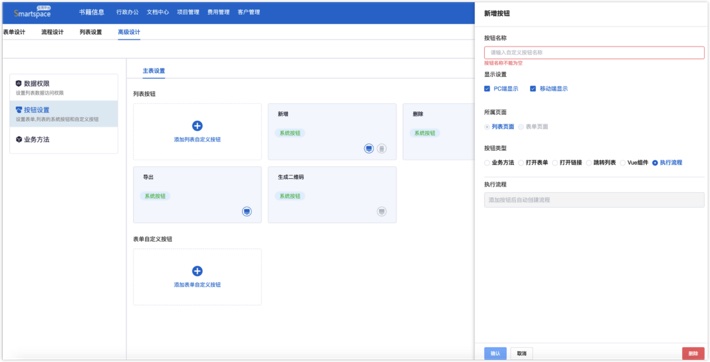 Smartspace
书籍信息
行政办公 文档中心 项目管理 费用管理 客户管理
表单设计 流程设计 列表设置 高级设计
数据权限
设置列表数据访问权限
按钮设置
设置表单,列表的系统按钮和自定义按钮
业务方法
主表设置
列表按钮
添加列表自定义按钮
新增
系统按钮
删除
系统按钮
导出
系统按钮
生成二维码
系统按钮
表单自定义按钮
添加表单自定义按钮
新增按钮
按钮名称
请输入自定义按钮名称
按钮名称不能为空
显示设置
PC端显示 移动端显示
所属页面
列表页面 表单页面
按钮类型
业务方法 打开表单 打开链接 跳转列表 Vue组件 执行流程
执行流程
添加按钮后自动创建流程
确认 取消 删除